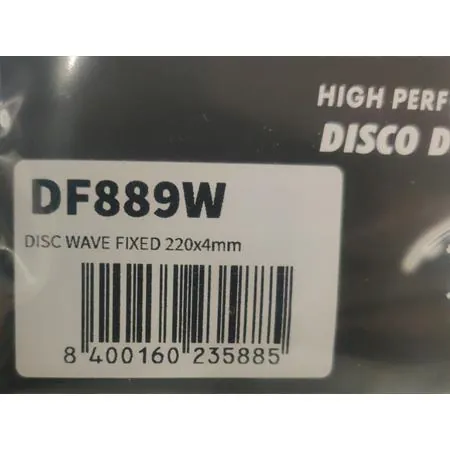 HIGH PERF
DISCO D
DF889W
DISC WAVE FIXED 220x4mm
8 400160 235885